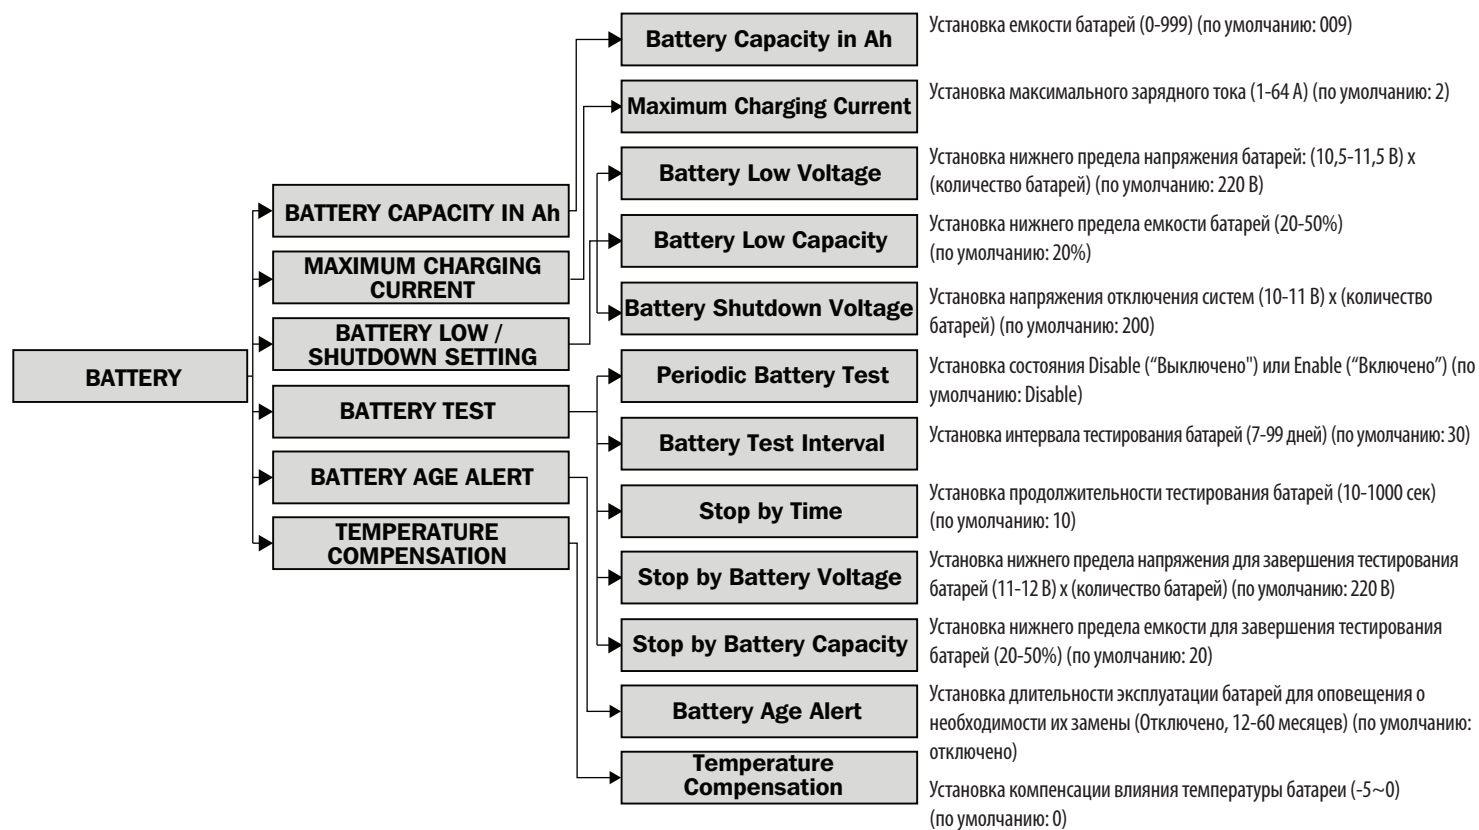 BATTERY
BATTERY CAPACITY IN Ah
MAXIMUM CHARGING
CURRENT
BATTERY LOW /
SHUTDOWN SETTING
BATTERY TEST
BATTERY AGE ALERT
TEMPERATURE
COMPENSATION
Battery Capacity in Ah
Установка емкости батарей (0-999) (по умолчанию: 009)
Maximum Charging Current
Установка максимального зарядного тока (1-64 А) (по умолчанию: 2)
Battery Low Voltage
Установка нижнего предела напряжения батарей: (10,5-11,5 В) x
(количество батарей) (по умолчанию: 220 В)
Battery Low Capacity
Установка нижнего предела емкости батарей (20-50%)
(по умолчанию: 20%)
Battery Shutdown Voltage
Установка напряжения отключения систем (10-11 В) x (количество
батарей) (по умолчанию: 200)
Periodic Battery Test
Установка состояния Disable (“Выключено") или Enable (“Включено”) (по
умолчанию: Disable)
Battery Test Interval
Установка интервала тестирования батарей (7-99 дней) (по умолчанию: 30)
Stop by Time
Установка продолжительности тестирования батарей (10-1000 сек)
(по умолчанию: 10)
Stop by Battery Voltage
Установка нижнего предела напряжения для завершения тестирования
батарей (11-12 В) x (количество батарей) (по умолчанию: 220 В)
Stop by Battery Capacity
Установка нижнего предела емкости для завершения тестирования
батарей (20-50%) (по умолчанию: 20)
Battery Age Alert
Установка длительности эксплуатации батарей для оповещения о
необходимости их замены (Отключено, 12-60 месяцев) (по умолчанию:
отключено)
Temperature
Compensation
Установка компенсации влияния температуры батареи (-5~0)
(по умолчанию: 0)